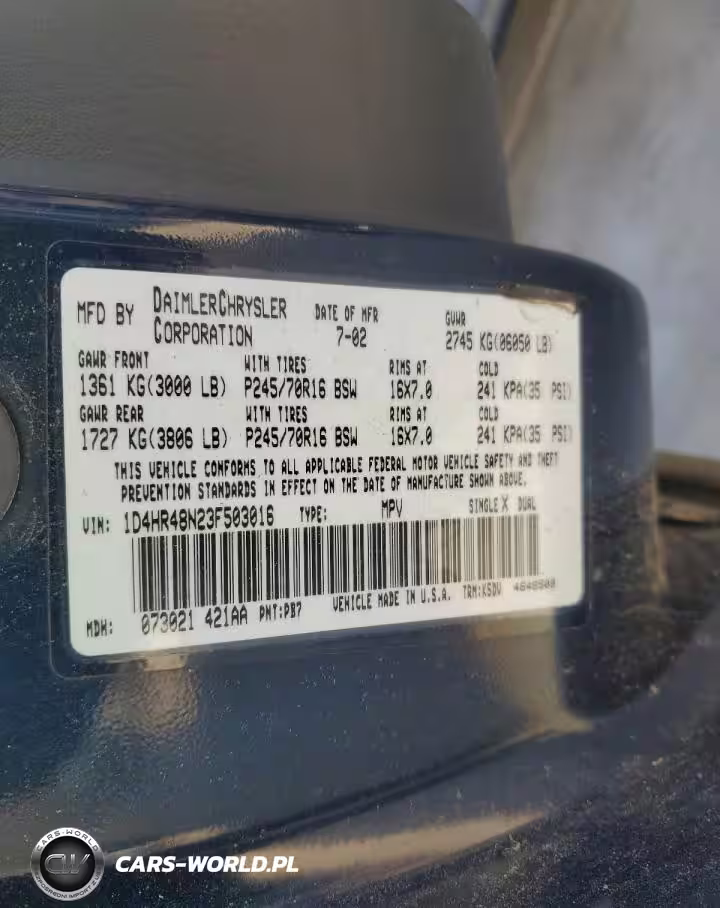 MFD BY DAIMLERCHRYSLER CORPORATION DATE OF MFR 7-02 GVWR 2745 KG(06050 LB)
GAWR FRONT WITH TIRES RIMS AT COLD
1361 KG(3000 LB) P245/70R16 BSW 16X7.0 241 KPA(35 PSI)
GAWR REAR WITH TIRES RIMS AT COLD
1727 KG(3806 LB) P245/70R16 BSW 16X7.0 241 KPA(35 PSI)
THIS VEHICLE CONFORMS TO ALL APPLICABLE FEDERAL MOTOR VEHICLE SAFETY AND THEFT
PREVENTION STANDARDS IN EFFECT ON THE DATE OF MANUFACTURE SHOWN ABOVE.
VIN: 1D4HR48N23F503016 TYPE: MPV SINGLE X DUAL
MDH: 073021 421AA PNT:PB7 VEHICLE MADE IN U.S.A. TRM:K5DV 4648500
CARS-WORLD
CW
CARS-WORLD.PL